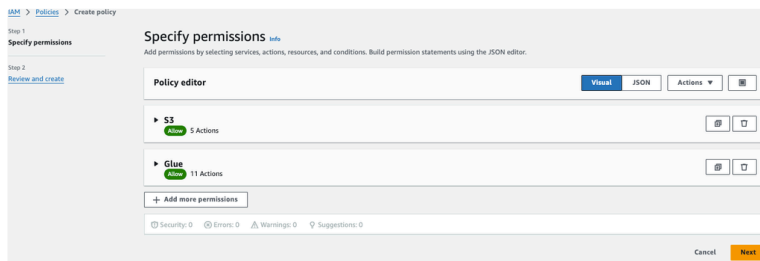 IAM > Policies > Create policy
Step 1
Specify permissions
Step 2
Review and create
Specify permissions Info
Add permissions by selecting services, actions, resources, and conditions. Build permission statements using the JSON editor.
Policy editor
Visual JSON Actions ▼
▶ S3
Allow 5 Actions
▶ Glue
Allow 11 Actions
+ Add more permissions
Security: 0 Errors: 0 Warnings: 0 Suggestions: 0
Cancel Next